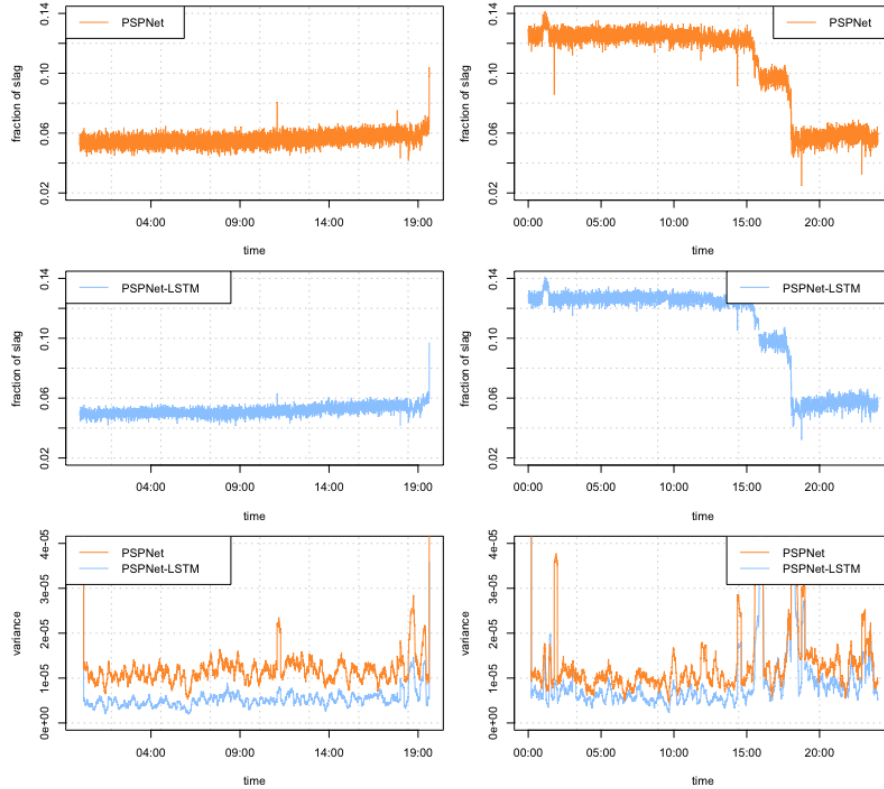 PSPNet
0.14
0.10
0.06
0.02
fraction of slag
04:00 09:00 14:00 19:00
time
PSPNet
0.14
0.10
0.06
0.02
fraction of slag
00:00 05:00 10:00 15:00 20:00
time
PSPNet-LSTM
0.14
0.10
0.06
0.02
fraction of slag
04:00 09:00 14:00 19:00
time
PSPNet-LSTM
0.14
0.10
0.06
0.02
fraction of slag
00:00 05:00 10:00 15:00 20:00
time
PSPNet
PSPNet-LSTM
4e-05
3e-05
2e-05
1e-05
0e+00
variance
04:00 09:00 14:00 19:00
time
PSPNet
PSPNet-LSTM
4e-05
3e-05
2e-05
1e-05
0e+00
variance
00:00 05:00 10:00 15:00 20:00
time